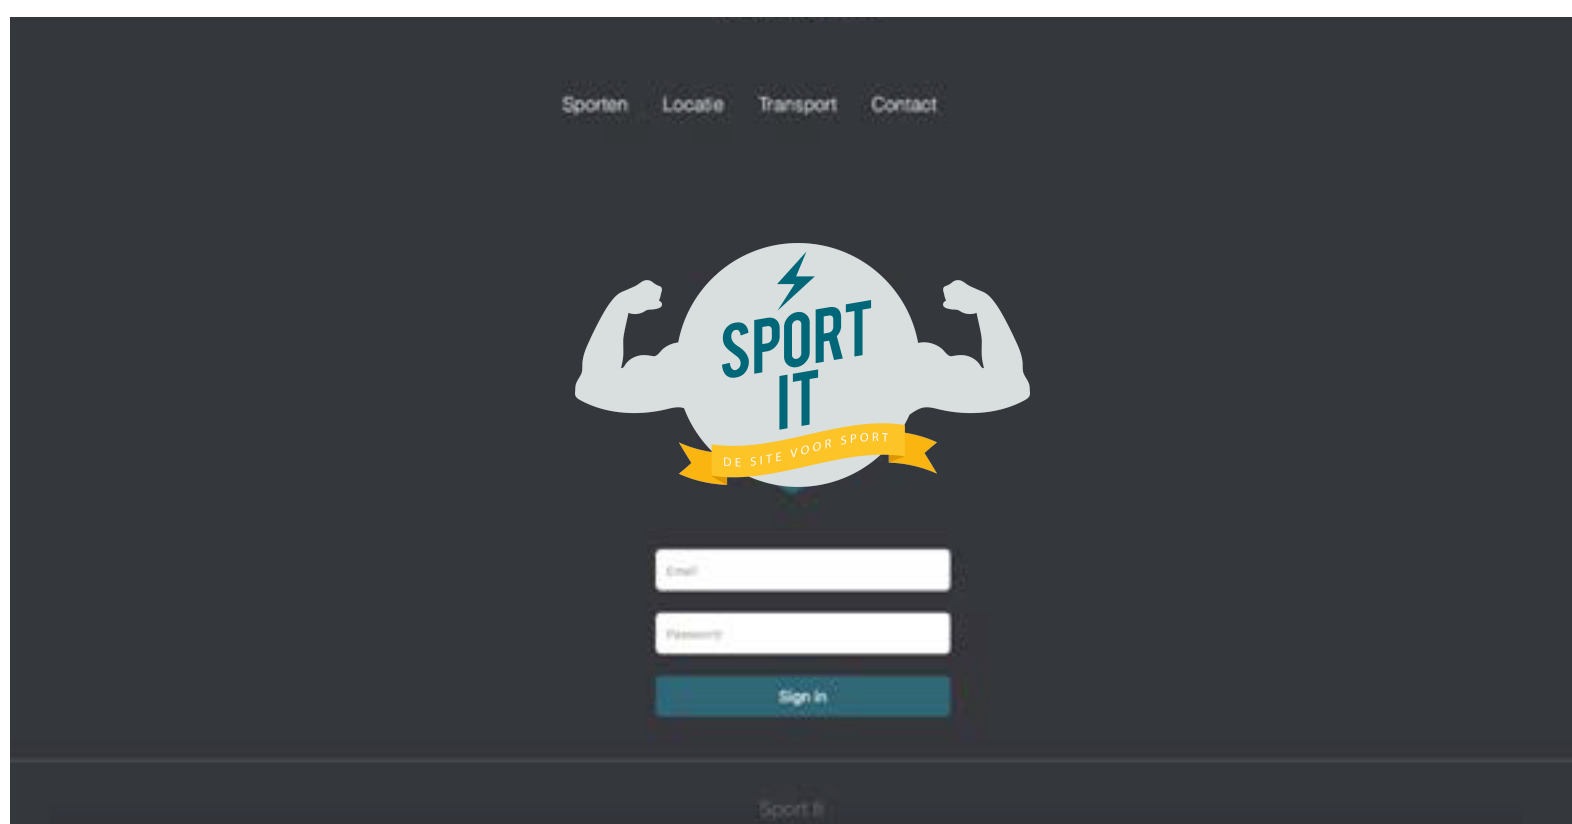 Sporten Locatie Transport Contact
SPORT
IT
DE SITE VOOR SPORT
Email
Password
Sign in
Sport It